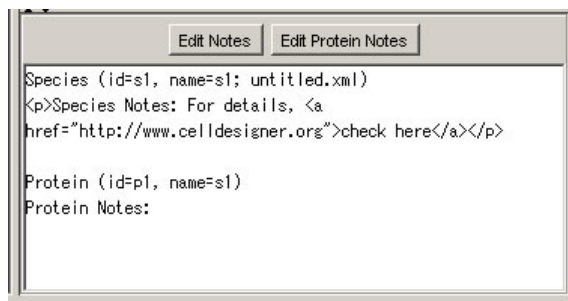 Edit Notes Edit Protein Notes
Species (id=s1, name=s1; untitled.xml)
<p>Species Notes: For details, <a
href="http://www.celldesigner.org">check here</a></p>
Protein (id=p1, name=s1)
Protein Notes: